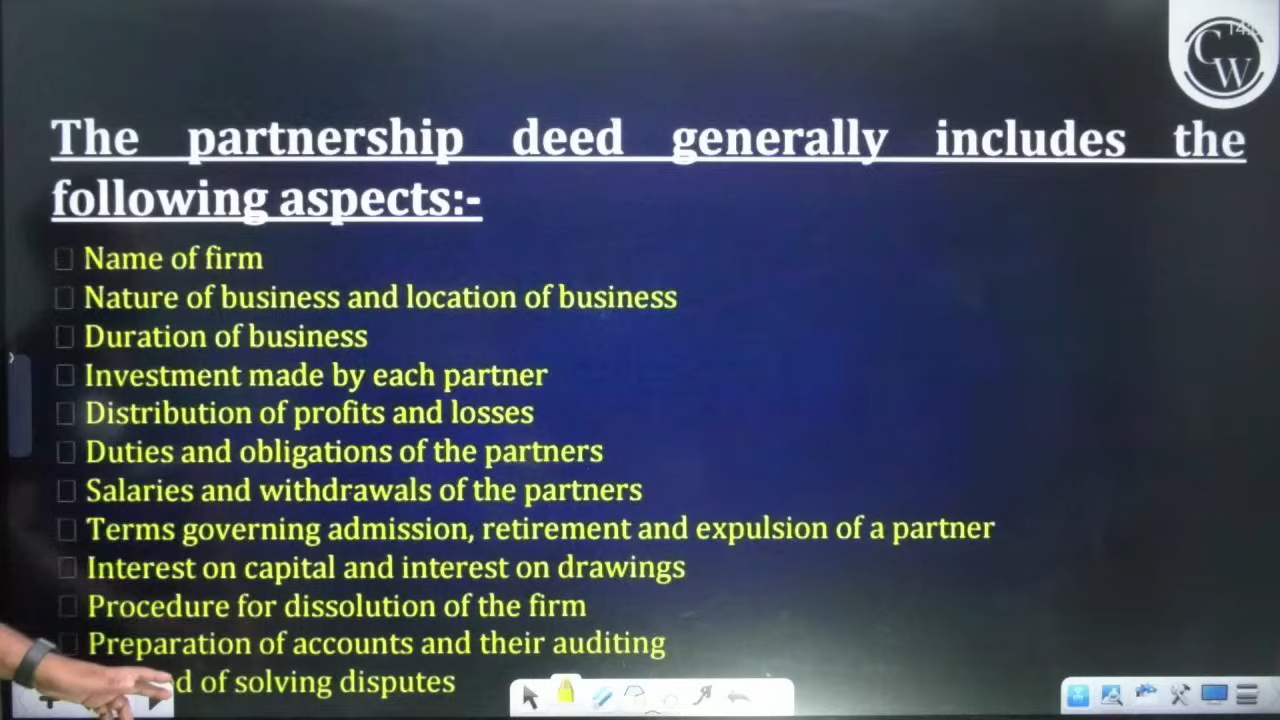 CW
The partnership deed generally includes the
following aspects:-
Name of firm
Nature of business and location of business
Duration of business
Investment made by each partner
Distribution of profits and losses
Duties and obligations of the partners
Salaries and withdrawals of the partners
Terms governing admission, retirement and expulsion of a partner
Interest on capital and interest on drawings
Procedure for dissolution of the firm
Preparation of accounts and their auditing
of solving disputes